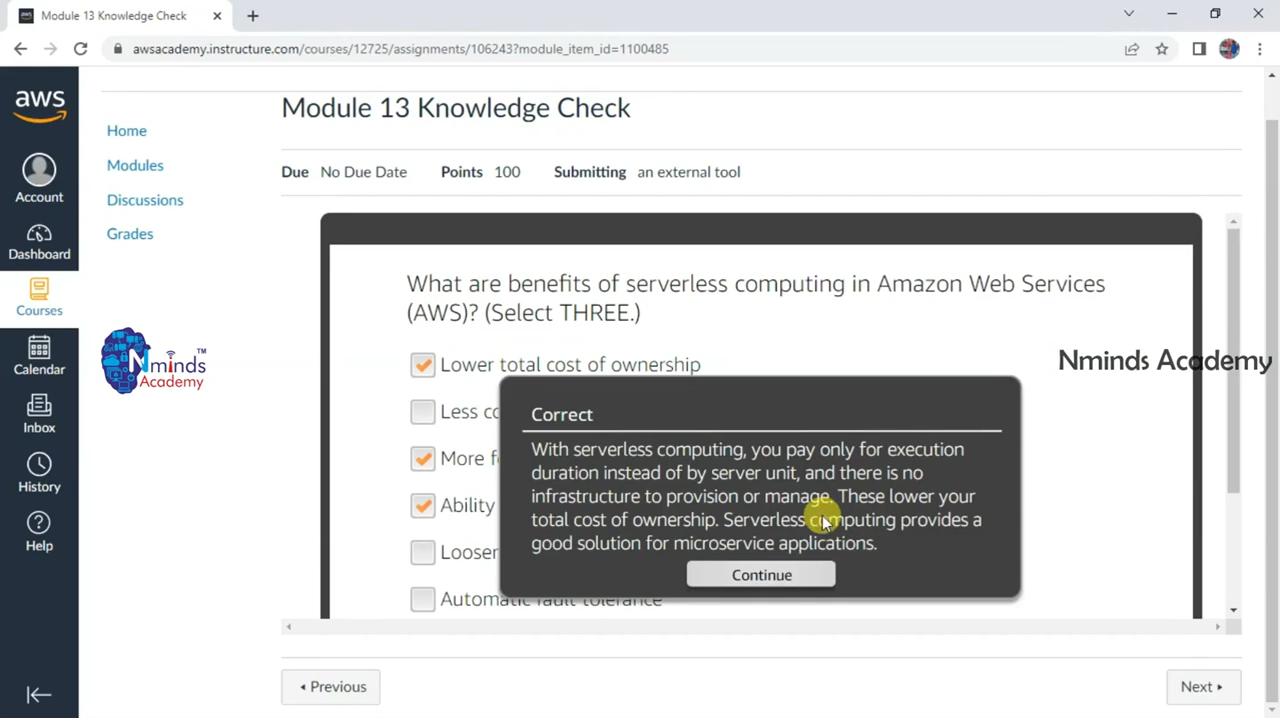 Module 13 Knowledge Check
awsacademy.instructure.com/courses/12725/assignments/106243?module_item_id=1100485
aws
Account
Dashboard
Courses
Calendar
Inbox
History
Help
Home
Modules
Discussions
Grades
Nminds™
Academy
Module 13 Knowledge Check
Due No Due Date Points 100 Submitting an external tool
What are benefits of serverless computing in Amazon Web Services
(AWS)? (Select THREE.)
Lower total cost of ownership
Less
More
Ability
Automatic fault tolerance
Correct
With serverless computing, you pay only for execution
duration instead of by server unit, and there is no
infrastructure to provision or manage. These lower your
total cost of ownership. Serverless computing provides a
good solution for microservice applications.
Continue
Nminds Academy
Previous
Next